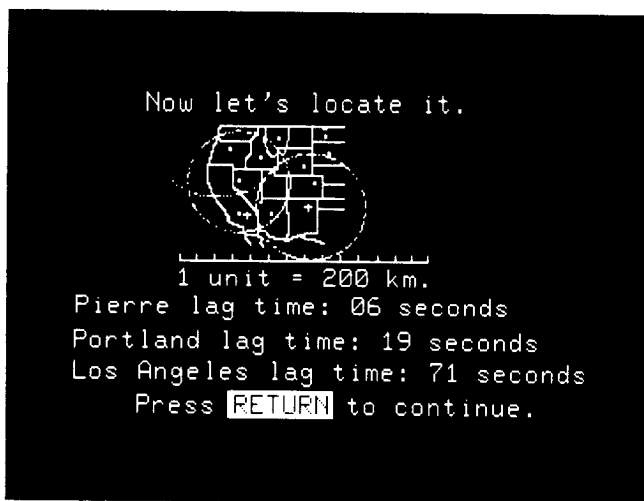 Now let's locate it.
1 unit = 200 km.
Pierre lag time: 06 seconds
Portland lag time: 19 seconds
Los Angeles lag time: 71 seconds
Press RETURN to continue.